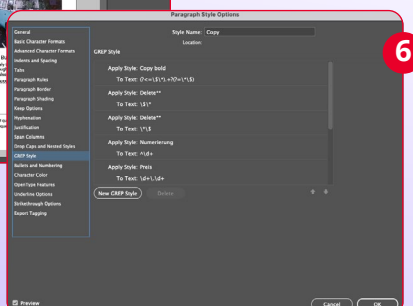 Paragraph Style Options
General
Basic Character Formats
Advanced Character Formats
Indents and Spacing
Tabs
Paragraph Rules
Paragraph Border
Paragraph Shading
Keep Options
Hyphenation
Justification
Span Columns
Drop Caps and Nested Styles
GREP Style
Bullets and Numbering
Character Color
OpenType Features
Underline Options
Strikethrough Options
Export Tagging
Style Name: Copy
Location:
GREP Style
Apply Style: Copy bold
To Text: (?<=\$\*).+?(?=\*\$)
Apply Style: Delete**
To Text: \$\*
Apply Style: Delete**
To Text: \*\$
Apply Style: Numerierung
To Text: ^\d+
Apply Style: Preis
To Text: \d+\.\d+
New GREP Style
Delete
Preview
Cancel
OK
6